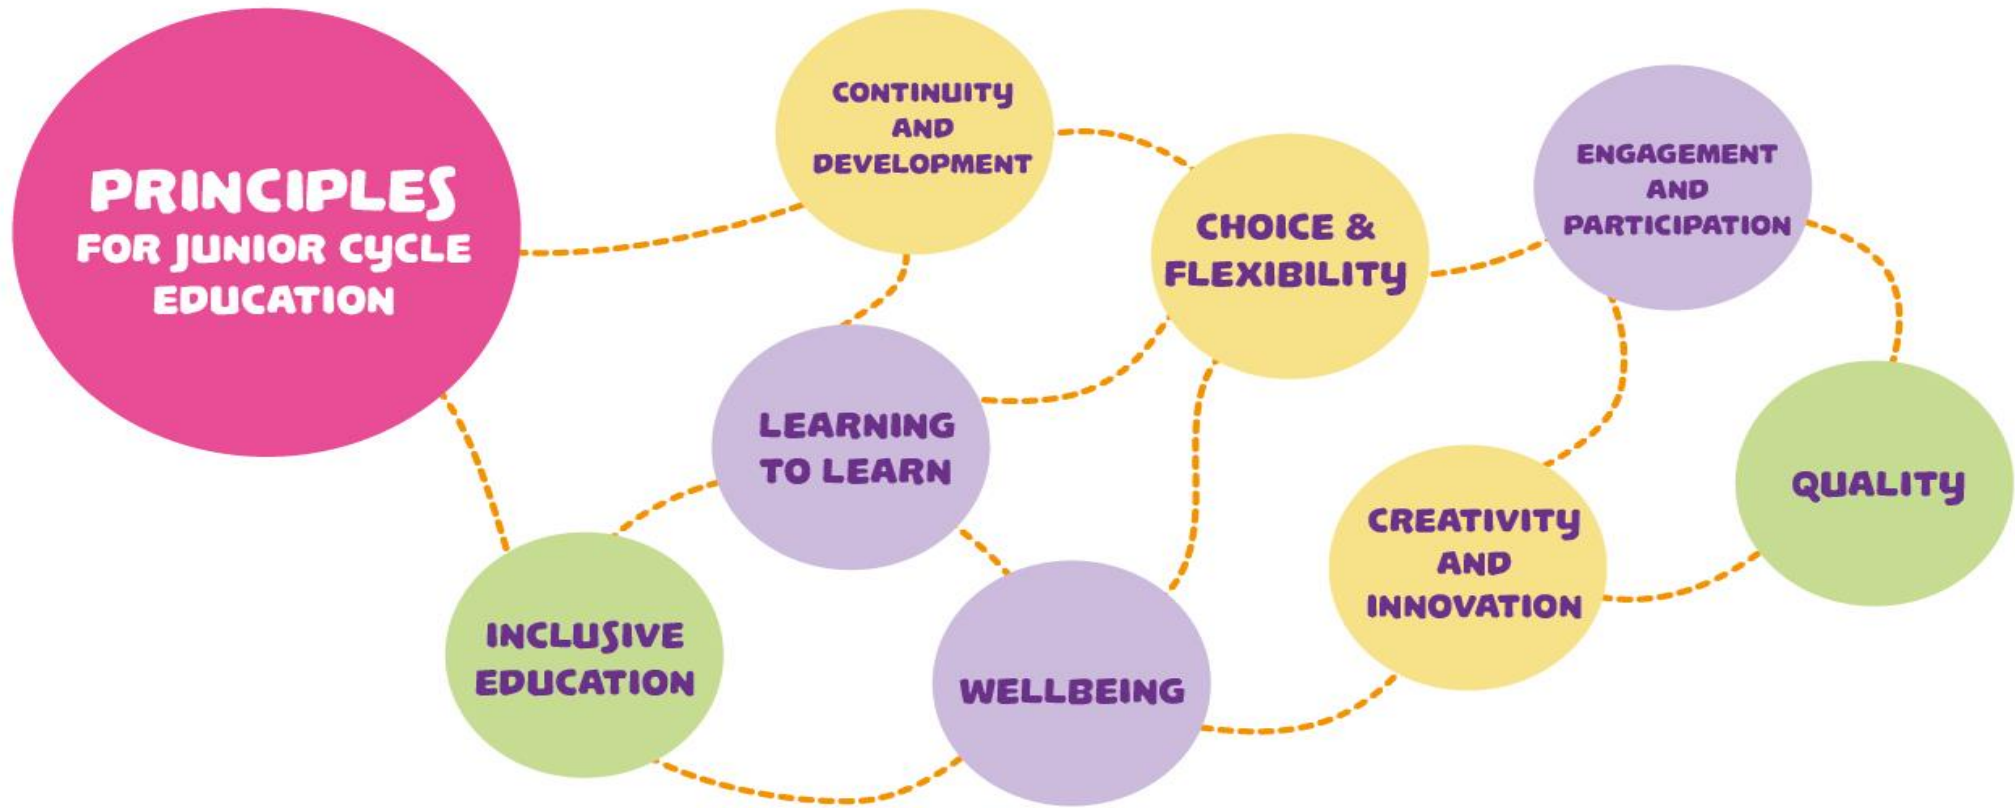 PRINCIPLES
FOR JUNIOR CYCLE
EDUCATION
CONTINUITY
AND
DEVELOPMENT
CHOICE &
FLEXIBILITY
ENGAGEMENT
AND
PARTICIPATION
LEARNING
TO LEARN
QUALITY
CREATIVITY
AND
INNOVATION
INCLUSIVE
EDUCATION
WELLBEING